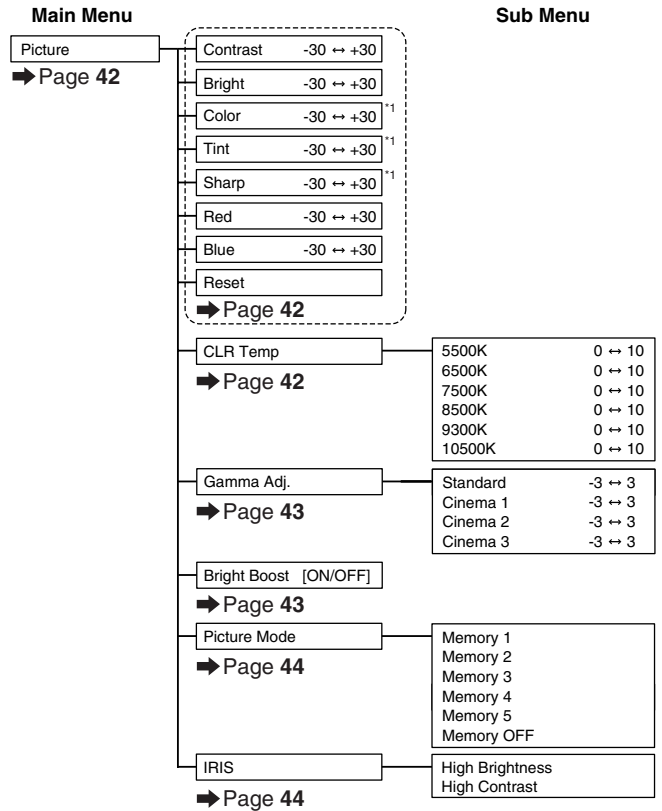 Main Menu Sub Menu
Picture Contrast -30 ↔ +30
➡ Page 42 Bright -30 ↔ +30
Color -30 ↔ +30 *1
Tint -30 ↔ +30 *1
Sharp -30 ↔ +30 *1
Red -30 ↔ +30
Blue -30 ↔ +30
Reset
➡ Page 42
CLR Temp
➡ Page 42
5500K 0 ↔ 10
6500K 0 ↔ 10
7500K 0 ↔ 10
8500K 0 ↔ 10
9300K 0 ↔ 10
10500K 0 ↔ 10
Gamma Adj.
➡ Page 43
Standard -3 ↔ 3
Cinema 1 -3 ↔ 3
Cinema 2 -3 ↔ 3
Cinema 3 -3 ↔ 3
Bright Boost [ON/OFF]
➡ Page 43
Picture Mode
➡ Page 44
Memory 1
Memory 2
Memory 3
Memory 4
Memory 5
Memory OFF
IRIS
➡ Page 44
High Brightness
High Contrast